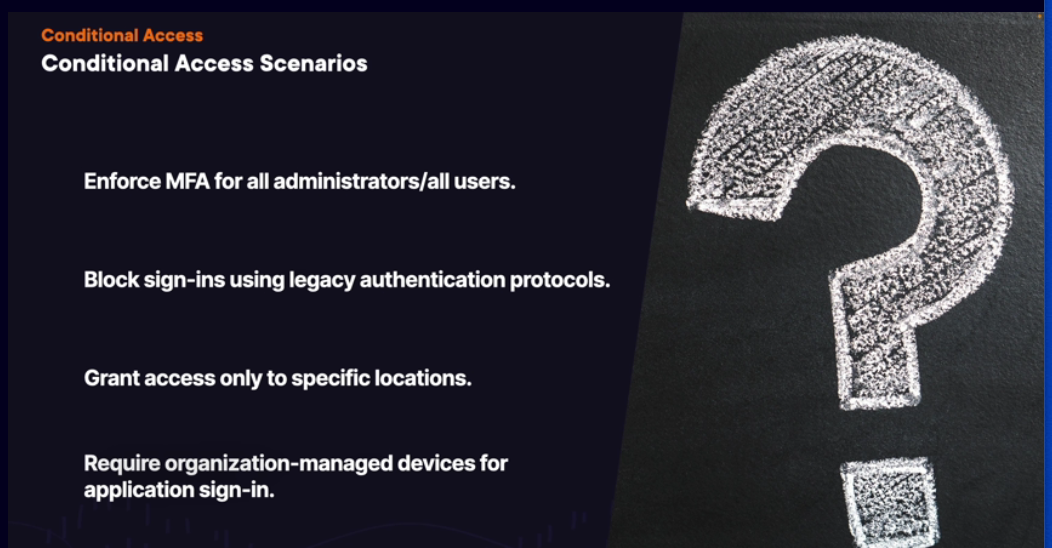 Conditional Access
Conditional Access Scenarios
Enforce MFA for all administrators/all users.
Block sign-ins using legacy authentication protocols.
Grant access only to specific locations.
Require organization-managed devices for
application sign-in.